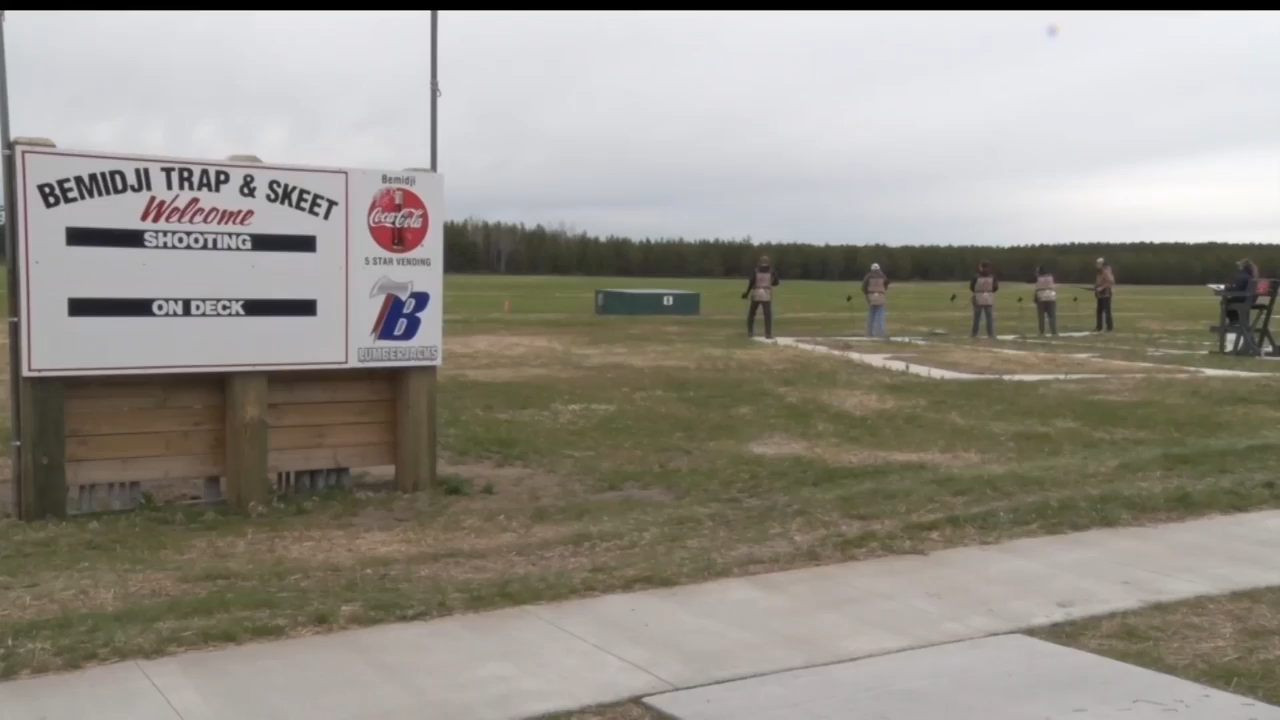 BEMIDJI TRAP & SKEET
Welcome
SHOOTING
ON DECK
Bemidji
Coca-Cola
5 STAR VENDING
B
LUMBERJACKS